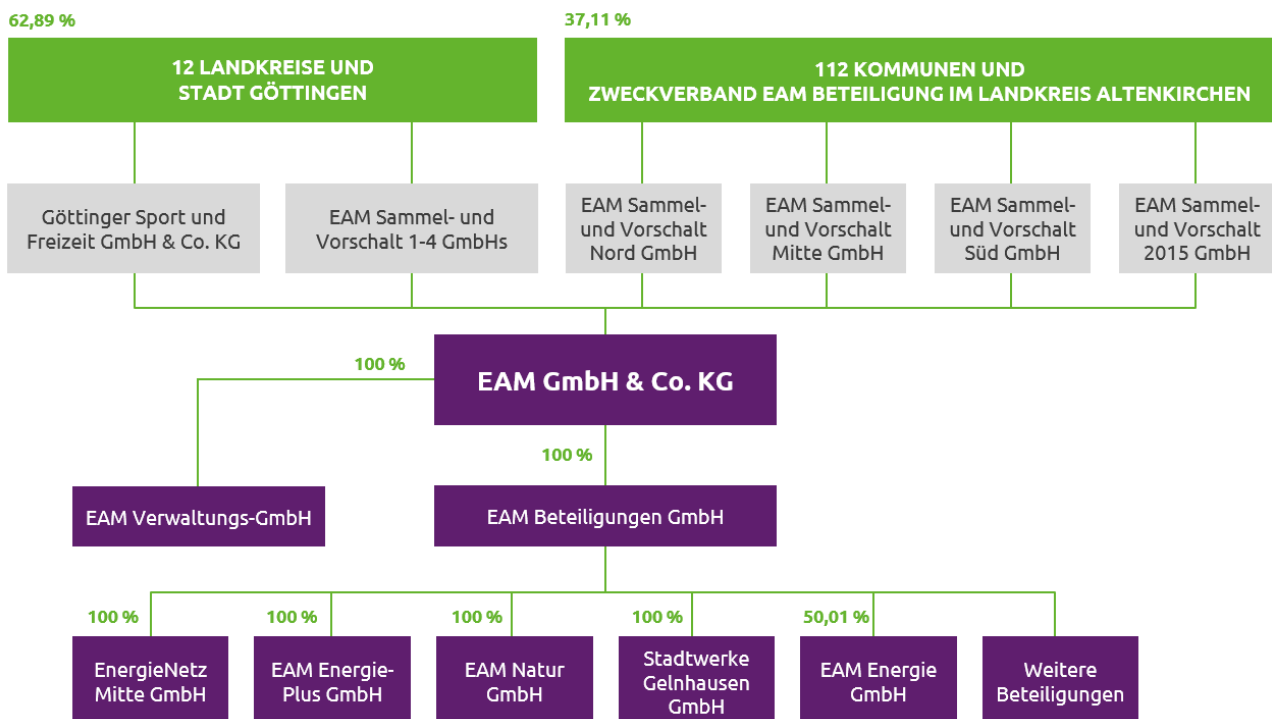 62,89 %
12 LANDKREISE UND
STADT GÖTTINGEN
37,11 %
112 KOMMUNEN UND
ZWECKVERBAND EAM BETEILIGUNG IM LANDKREIS ALTENKIRCHEN
Göttinger Sport und
Freizeit GmbH & Co. KG
EAM Sammel- und
Vorschalt 1-4 GmbHs
EAM Sammel-
und Vorschalt
Nord GmbH
EAM Sammel-
und Vorschalt
Mitte GmbH
EAM Sammel-
und Vorschalt
Süd GmbH
EAM Sammel-
und Vorschalt
2015 GmbH
EAM GmbH & Co. KG
100 %
EAM Verwaltungs-GmbH
100 %
EAM Beteiligungen GmbH
100 %
EnergieNetz
Mitte GmbH
100 %
EAM Energie-
Plus GmbH
100 %
EAM Natur
GmbH
100 %
Stadtwerke
Gelnhausen
GmbH
50,01 %
EAM Energie
GmbH
Weitere
Beteiligungen